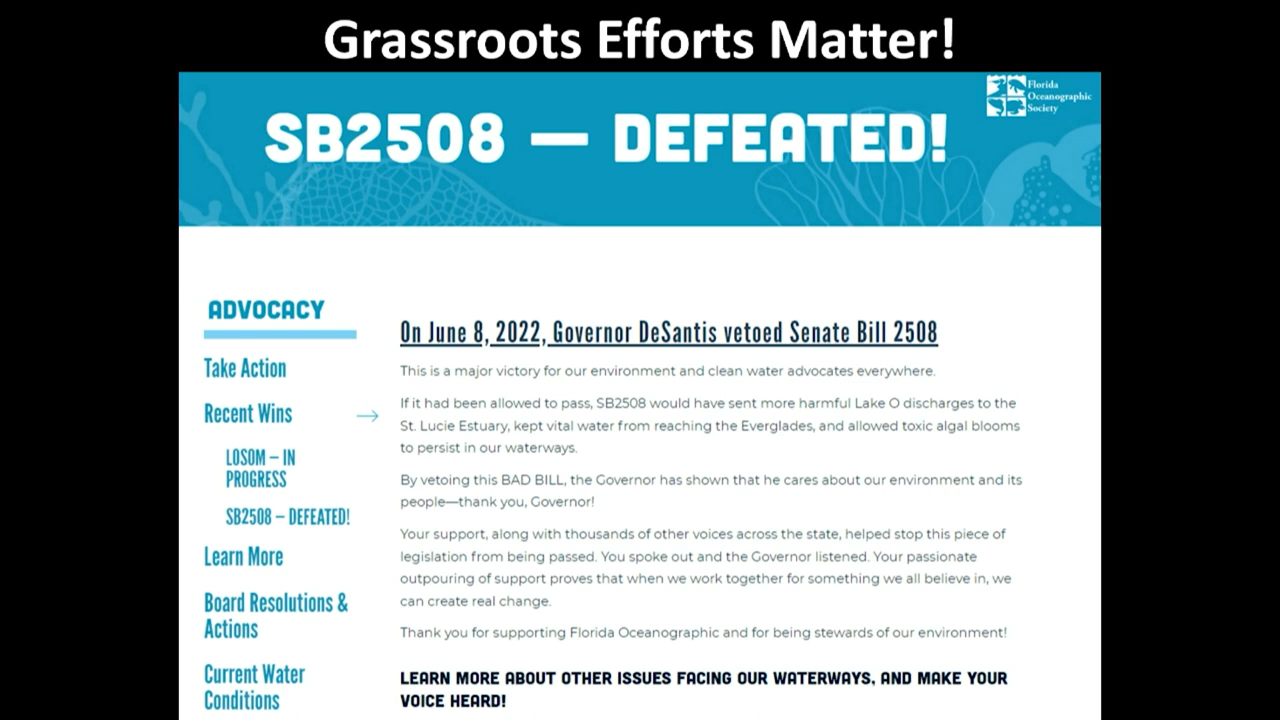 Grassroots Efforts Matter!
Florida
Oceanographic
Society
SB2508 — DEFEATED!
ADVOCACY
Take Action
Recent Wins →
LOSOM – IN
PROGRESS
SB2508 – DEFEATED!
Learn More
Board Resolutions &
Actions
Current Water
Conditions
On June 8, 2022, Governor DeSantis vetoed Senate Bill 2508
This is a major victory for our environment and clean water advocates everywhere.
If it had been allowed to pass, SB2508 would have sent more harmful Lake O discharges to the
St. Lucie Estuary, kept vital water from reaching the Everglades, and allowed toxic algal blooms
to persist in our waterways.
By vetoing this BAD BILL, the Governor has shown that he cares about our environment and its
people—thank you, Governor!
Your support, along with thousands of other voices across the state, helped stop this piece of
legislation from being passed. You spoke out and the Governor listened. Your passionate
outpouring of support proves that when we work together for something we all believe in, we
can create real change.
Thank you for supporting Florida Oceanographic and for being stewards of our environment!
LEARN MORE ABOUT OTHER ISSUES FACING OUR WATERWAYS, AND MAKE YOUR
VOICE HEARD!